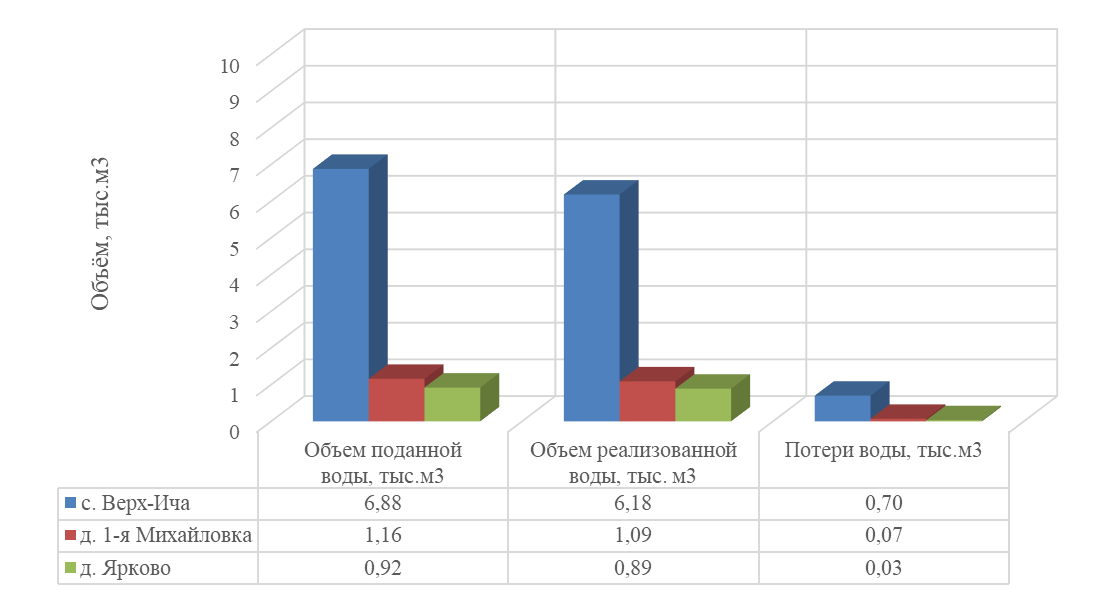 10
9
8
7
6
5
4
3
2
1
0
Объём, тыс.м3
Объем поданной
воды, тыс.м3
Объем реализованной
воды, тыс. м3
Потери воды, тыс.м3
с. Верх-Ича 6,88 6,18 0,70
д. 1-я Михайловка 1,16 1,09 0,07
д. Ярково 0,92 0,89 0,03